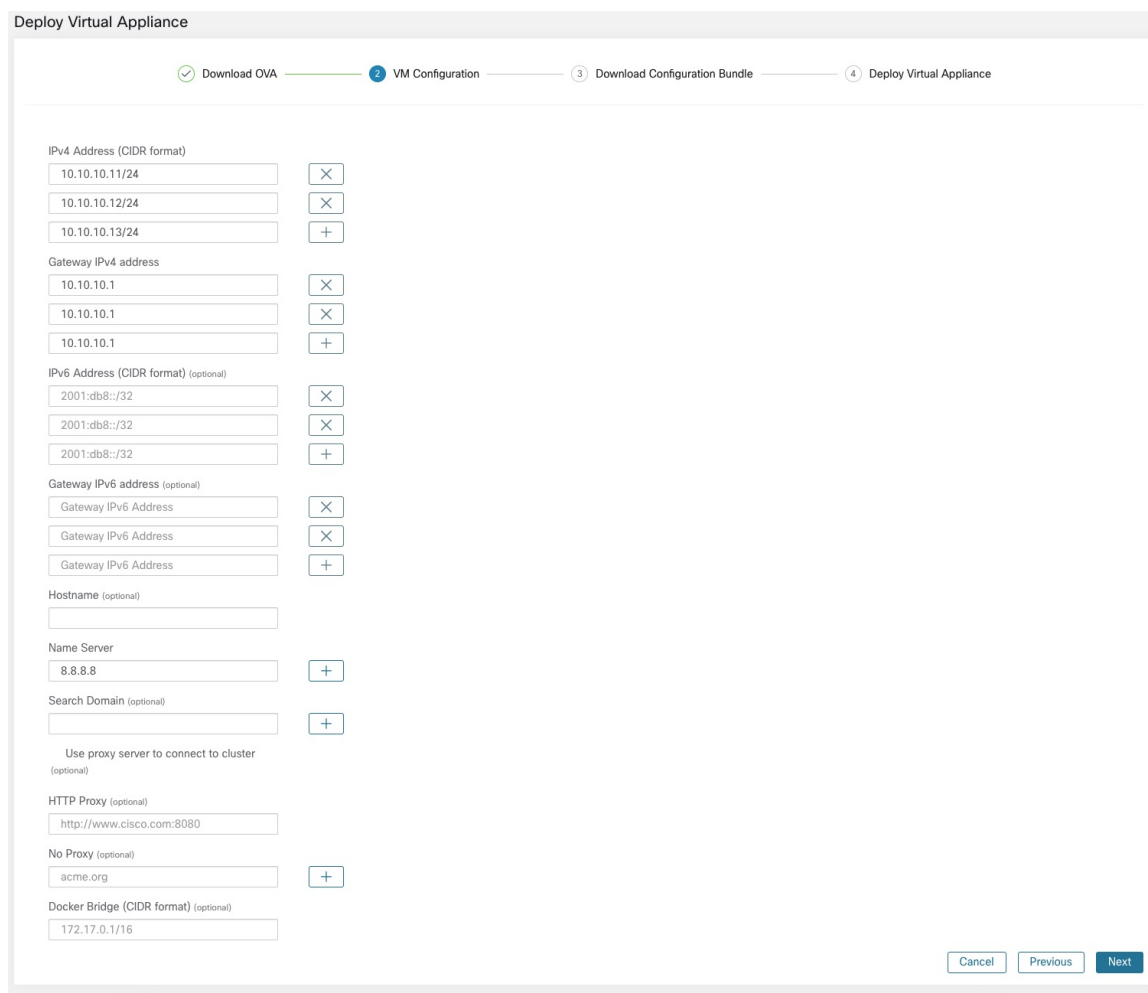 Deploy Virtual Appliance
Download OVA 2 VM Configuration 3 Download Configuration Bundle 4 Deploy Virtual Appliance
IPv4 Address (CIDR format)
10.10.10.11/24
10.10.10.12/24
10.10.10.13/24
Gateway IPv4 address
10.10.10.1
10.10.10.1
10.10.10.1
IPv6 Address (CIDR format) (optional)
2001:db8::/32
2001:db8::/32
2001:db8::/32
Gateway IPv6 address (optional)
Gateway IPv6 Address
Gateway IPv6 Address
Gateway IPv6 Address
Hostname (optional)
Name Server
8.8.8.8
Search Domain (optional)
Use proxy server to connect to cluster
(optional)
HTTP Proxy (optional)
http://www.cisco.com:8080
No Proxy (optional)
acme.org
Docker Bridge (CIDR format) (optional)
172.17.0.1/16
Cancel Previous Next